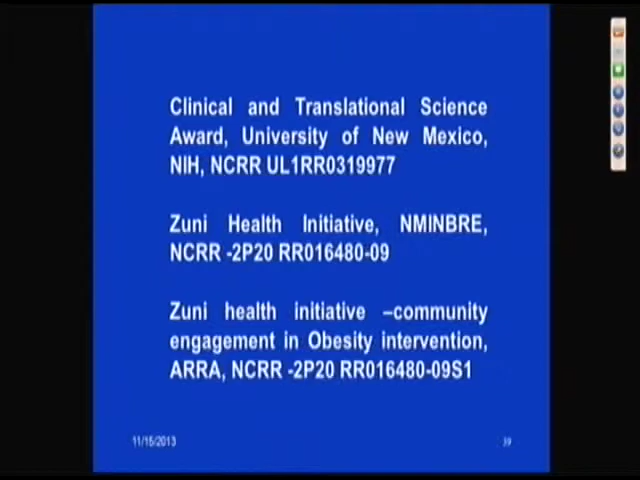 Clinical and Translational Science
Award, University of New Mexico,
NIH, NCRR UL1RR0319977
Zuni Health Initiative, NMINBRE,
NCRR -2P20 RR016480-09
Zuni health initiative –community
engagement in Obesity intervention,
ARRA, NCRR -2P20 RR016480-09S1
11/15/2013
39